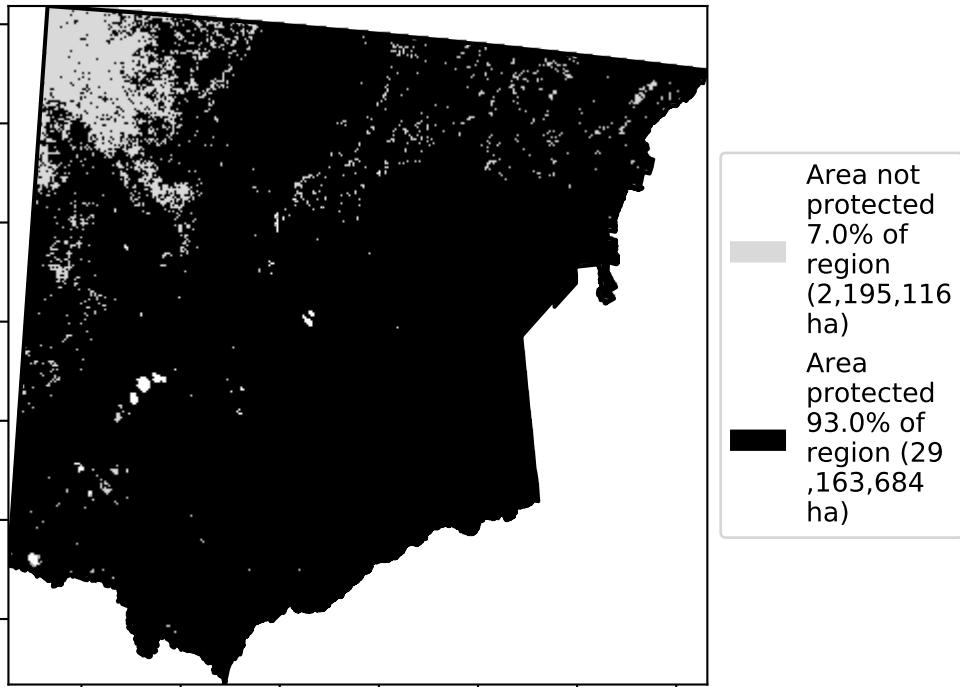 Area not
protected
7.0% of
region
(2,195,116
ha)
Area
protected
93.0% of
region (29
,163,684
ha)